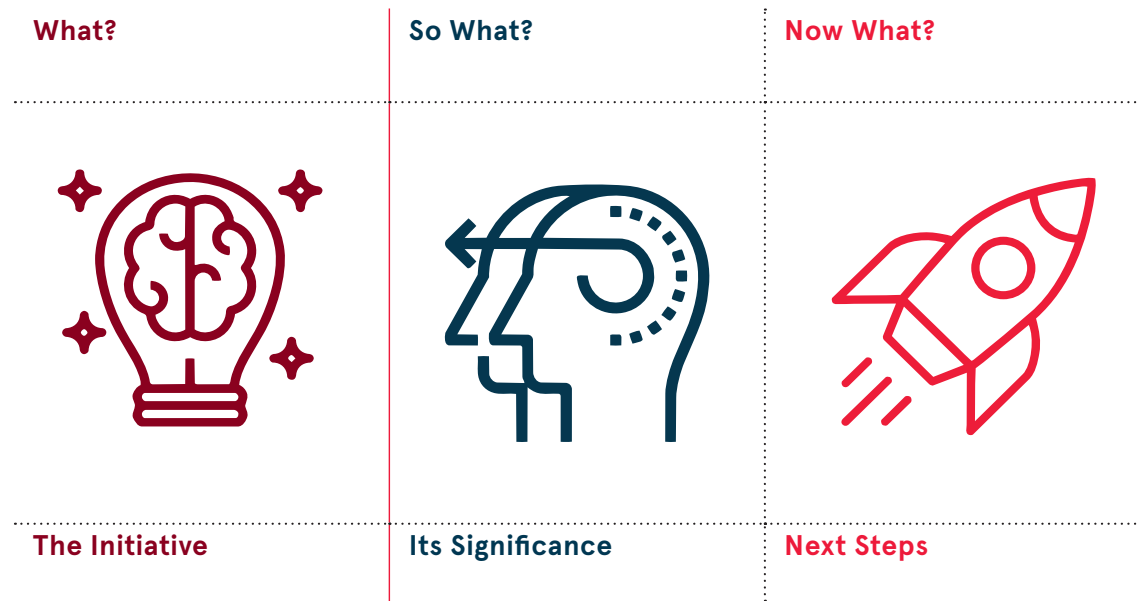 What?
So What?
Now What?
The Initiative
Its Significance
Next Steps